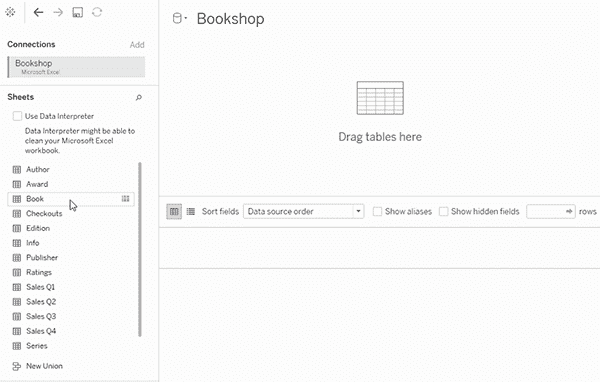 Bookshop
Connections Add
Bookshop
Microsoft Excel
Sheets
Use Data Interpreter
Data Interpreter might be able to
clean your Microsoft Excel
workbook.
Author
Award
Book
Checkouts
Edition
Info
Publisher
Ratings
Sales Q1
Sales Q2
Sales Q3
Sales Q4
Series
New Union
Drag tables here
Sort fields Data source order Show aliases Show hidden fields rows